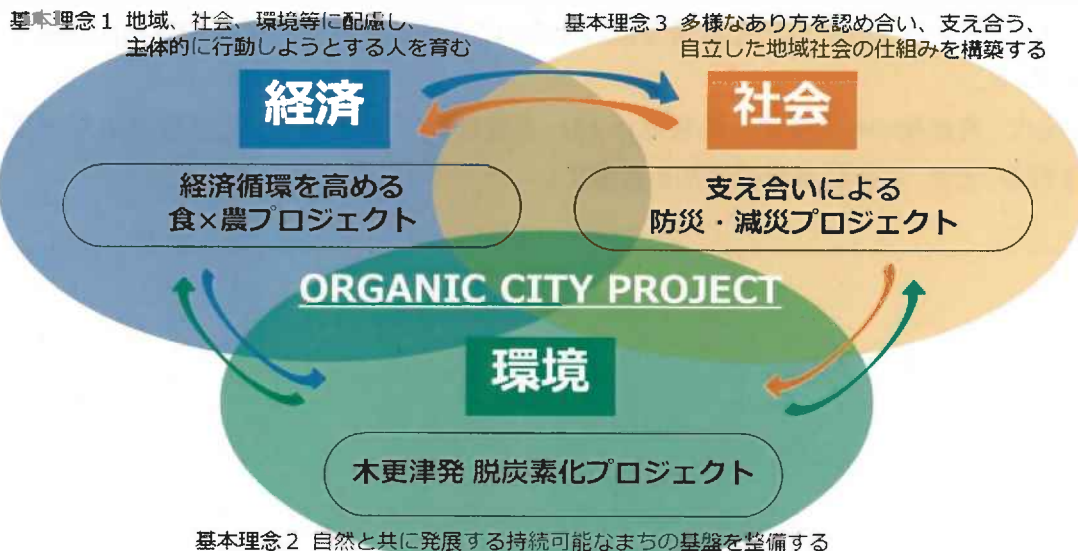 基本理念１ 地域、社会、環境等に配慮し、
主体的に行動しようとする人を育む
基本理念３ 多様なあり方を認め合い、支え合う、
自立した地域社会の仕組みを構築する
経済
社会
経済循環を高める
食×農プロジェクト
支え合いによる
防災・減災プロジェクト
ORGANIC CITY PROJECT
環境
木更津発 脱炭素化プロジェクト
基本理念２ 自然と共に発展する持続可能なまちの基盤を整備する